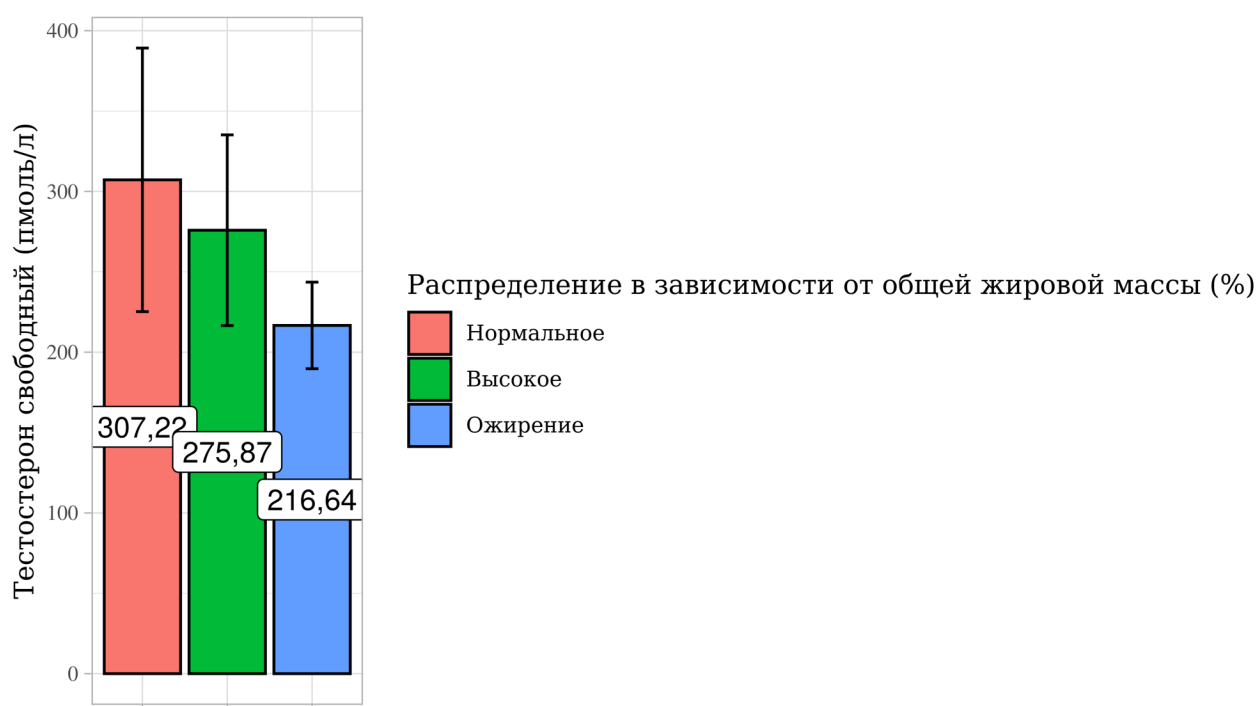 Тестостерон свободный (пмоль/л)
400
300
200
100
0
307,22
275,87
216,64
Распределение в зависимости от общей жировой массы (%)
Нормальное
Высокое
Ожирение